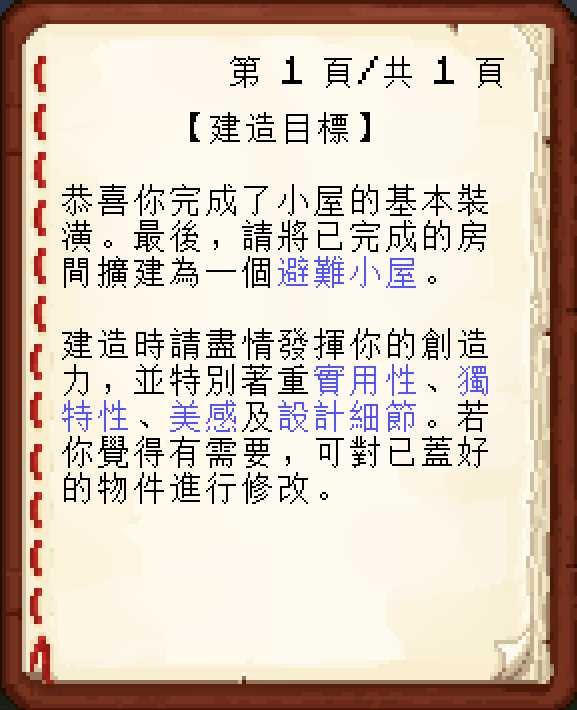 第 1 頁/共 1 頁
【建造目標】
恭喜你完成了小屋的基本裝
潢。最後，請將已完成的房
間擴建為一個避難小屋。
建造時請盡情發揮你的創造
力，並特別著重實用性、獨
特性、美感及設計細節。若
你覺得有需要，可對已蓋好
的物件進行修改。